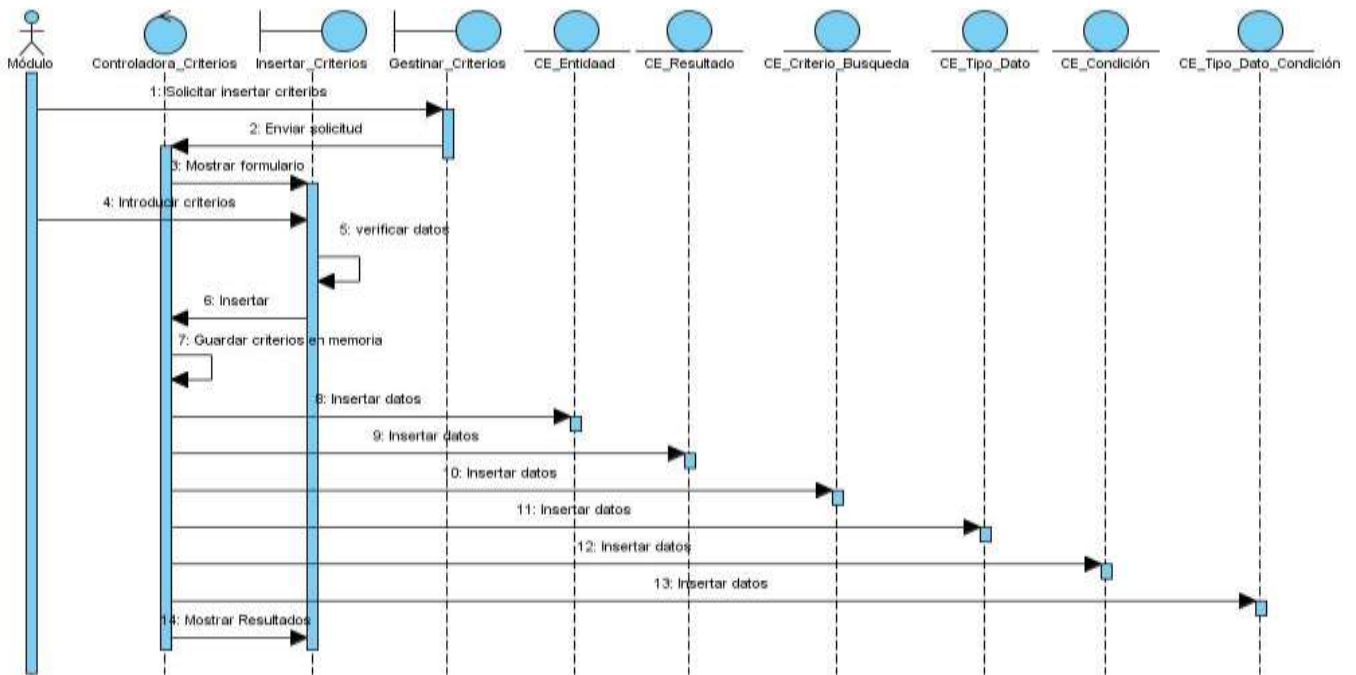 Módulo
Controladora_Criterios
Insertar_Criterios
Gestinar_Criterios
CE_Entidaad
CE_Resultado
CE_Criterio_Busqueda
CE_Tipo_Dato
CE_Condición
CE_Tipo_Dato_Condición
1: Solicitar insertar criterios
2: Enviar solicitud
3: Mostrar formulario
4: Introducir criterios
5: verificar datos
6: Insertar
7: Guardar criterios en memoria
8: Insertar datos
9: Insertar datos
10: Insertar datos
11: Insertar datos
12: Insertar datos
13: Insertar datos
14: Mostrar Resultados